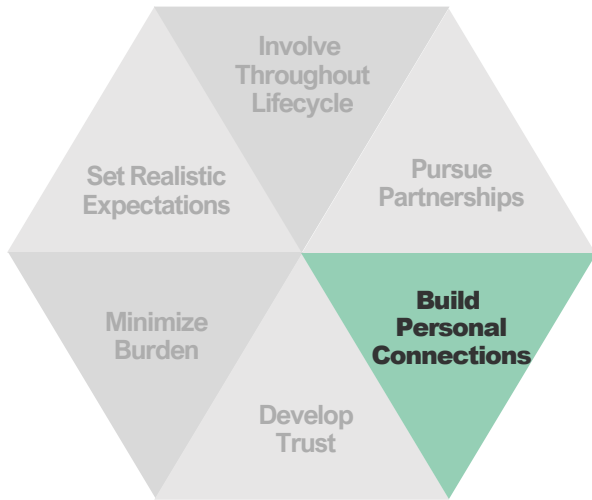 Involve
Throughout
Lifecycle
Pursue
Partnerships
Build
Personal
Connections
Develop
Trust
Minimize
Burden
Set Realistic
Expectations